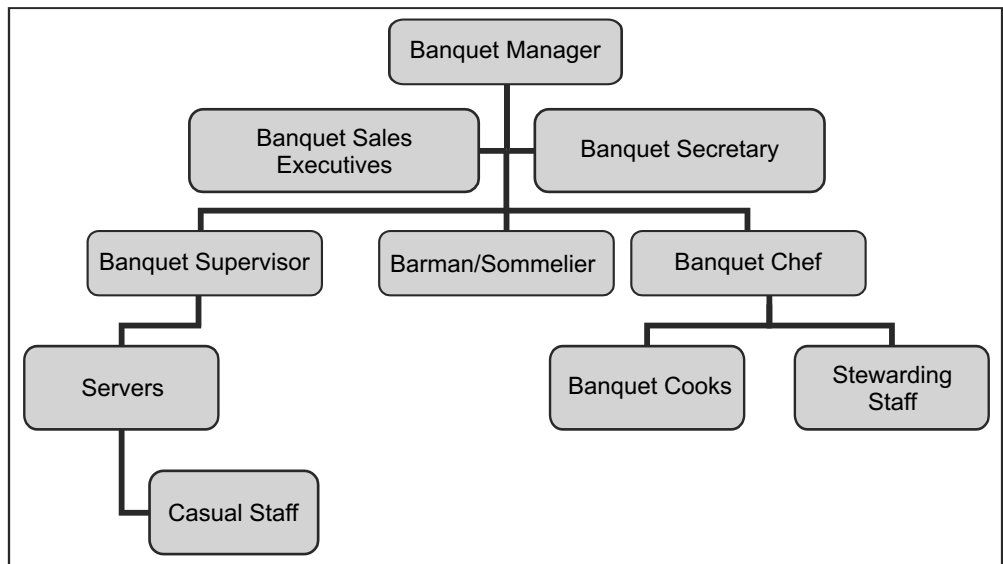 Banquet Manager
Banquet Sales
Executives
Banquet Secretary
Banquet Supervisor
Barman/Sommelier
Banquet Chef
Servers
Banquet Cooks
Stewarding
Staff
Casual Staff